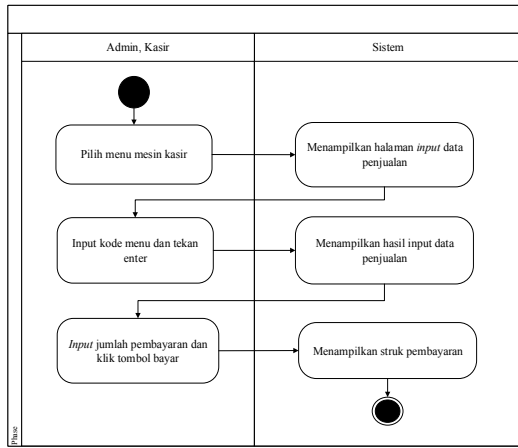 Admin, Kasir
Sistem
Pilih menu mesin kasir
Menampilkan halaman input data
penjualan
Input kode menu dan tekan
enter
Menampilkan hasil input data
penjualan
Input jumlah pembayaran dan
klik tombol bayar
Menampilkan struk pembayaran
Phase